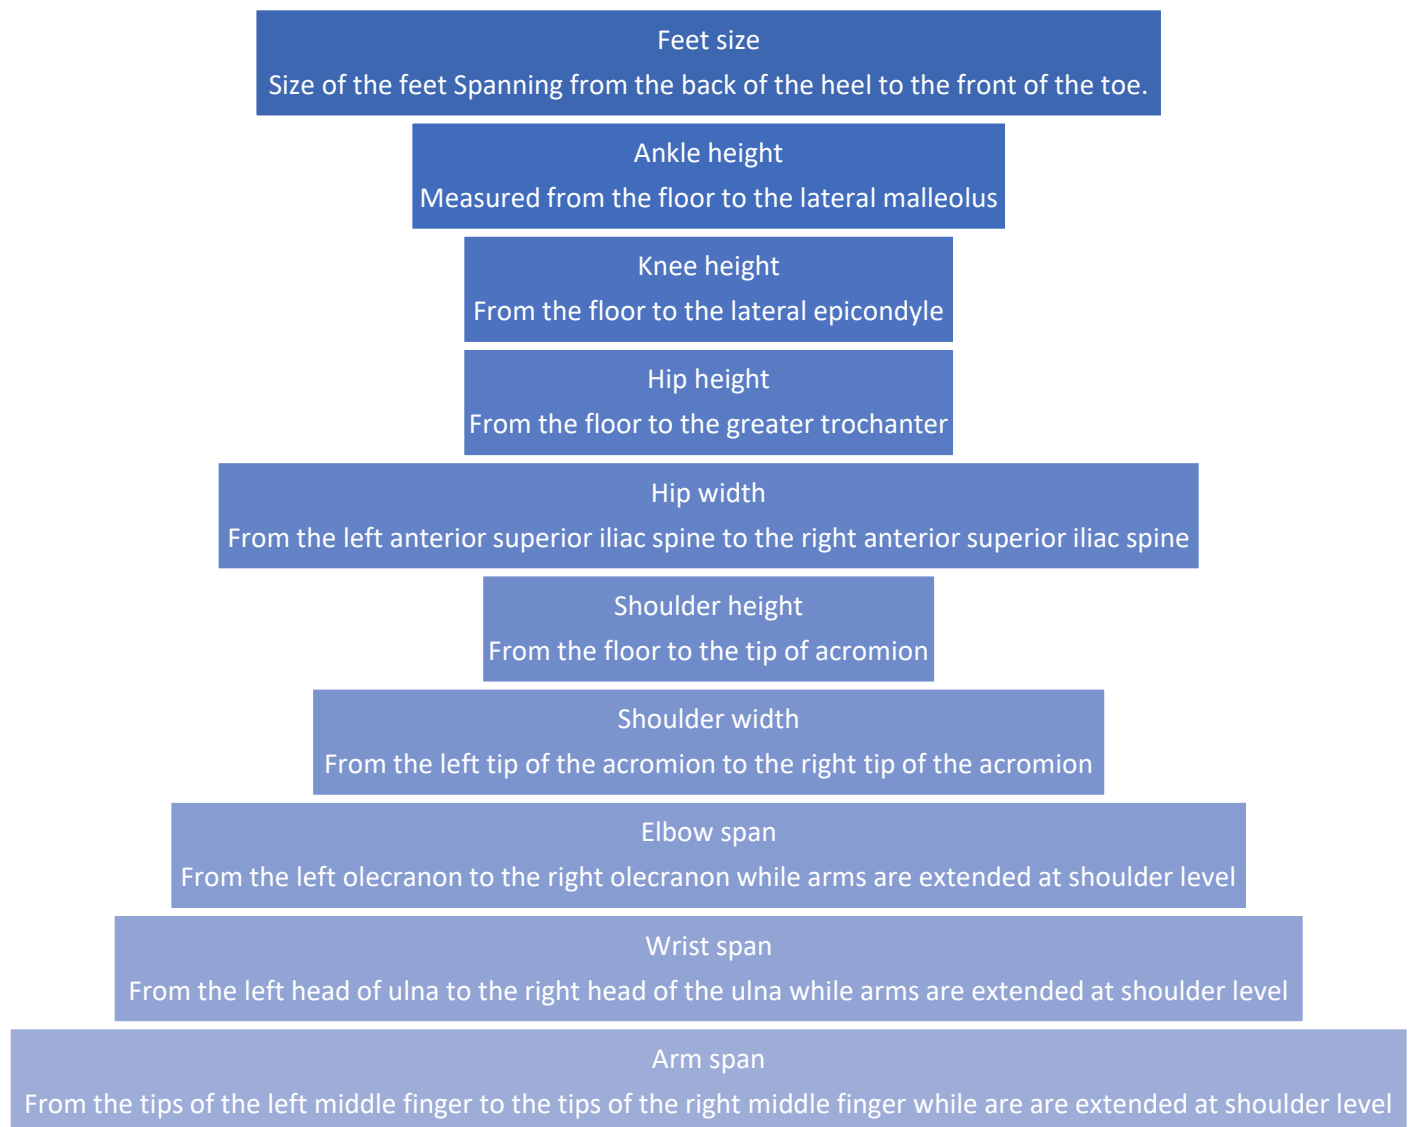 Feet size
Size of the feet Spanning from the back of the heel to the front of the toe.
Ankle height
Measured from the floor to the lateral malleolus
Knee height
From the floor to the lateral epicondyle
Hip height
From the floor to the greater trochanter
Hip width
From the left anterior superior iliac spine to the right anterior superior iliac spine
Shoulder height
From the floor to the tip of acromion
Shoulder width
From the left tip of the acromion to the right tip of the acromion
Elbow span
From the left olecranon to the right olecranon while arms are extended at shoulder level
Wrist span
From the left head of ulna to the right head of the ulna while arms are extended at shoulder level
Arm span
From the tips of the left middle finger to the tips of the right middle finger while are are extended at shoulder level